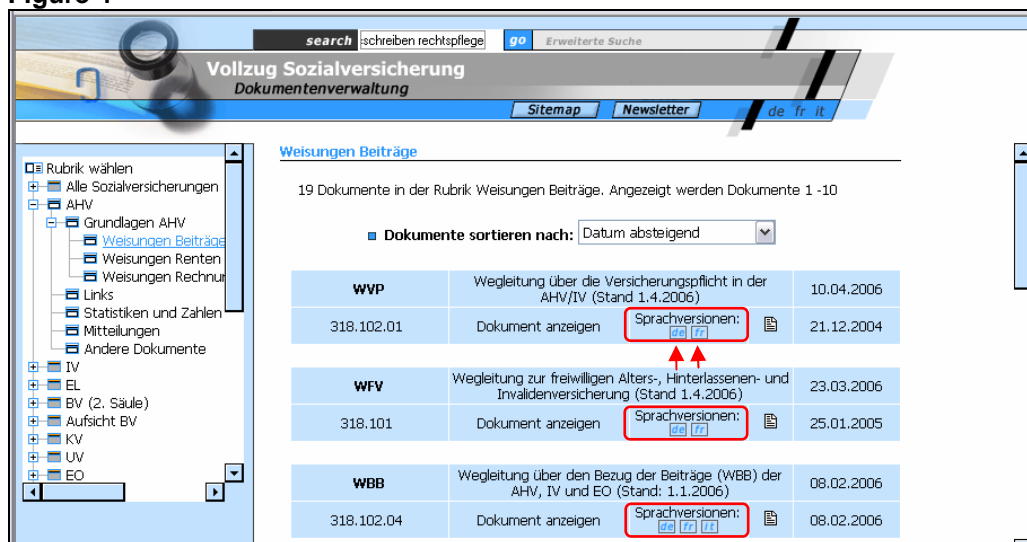 search schreiben rechtspflege go Erweiterte Suche
Vollzug Sozialversicherung
Dokumentenverwaltung
Sitemap Newsletter de fr it
Rubrik wählen
Alle Sozialversicherungen
AHV
Grundlagen AHV
Weisungen Beiträge
Weisungen Renten
Weisungen Rechnur
Links
Statistiken und Zahlen
Mitteilungen
Andere Dokumente
IV
EL
BV (2. Säule)
Aufsicht BV
KV
UV
EO
Weisungen Beiträge
19 Dokumente in der Rubrik Weisungen Beiträge. Angezeigt werden Dokumente 1 -10
Dokumente sortieren nach: Datum absteigend
WVP Wegleitung über die Versicherungspflicht in der
AHV/IV (Stand 1.4.2006) 10.04.2006
318.102.01 Dokument anzeigen Sprachversionen:
de fr 21.12.2004
WFV Wegleitung zur freiwilligen Alters-, Hinterlassenen- und
Invalidenversicherung (Stand 1.4.2006) 23.03.2006
318.101 Dokument anzeigen Sprachversionen:
de fr 25.01.2005
WBB Wegleitung über den Bezug der Beiträge (WBB) der
AHV, IV und EO (Stand: 1.1.2006) 08.02.2006
318.102.04 Dokument anzeigen Sprachversionen:
de fr it 08.02.2006